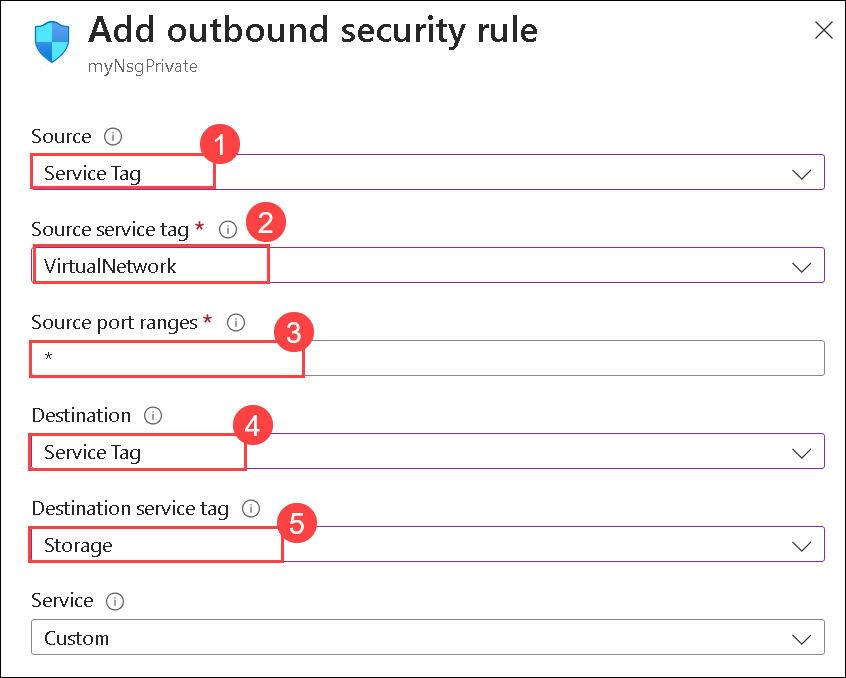 Add outbound security rule
myNsgPrivate
Source
1
Service Tag
Source service tag *
2
VirtualNetwork
Source port ranges *
3
*
Destination
4
Service Tag
Destination service tag
5
Storage
Service
Custom